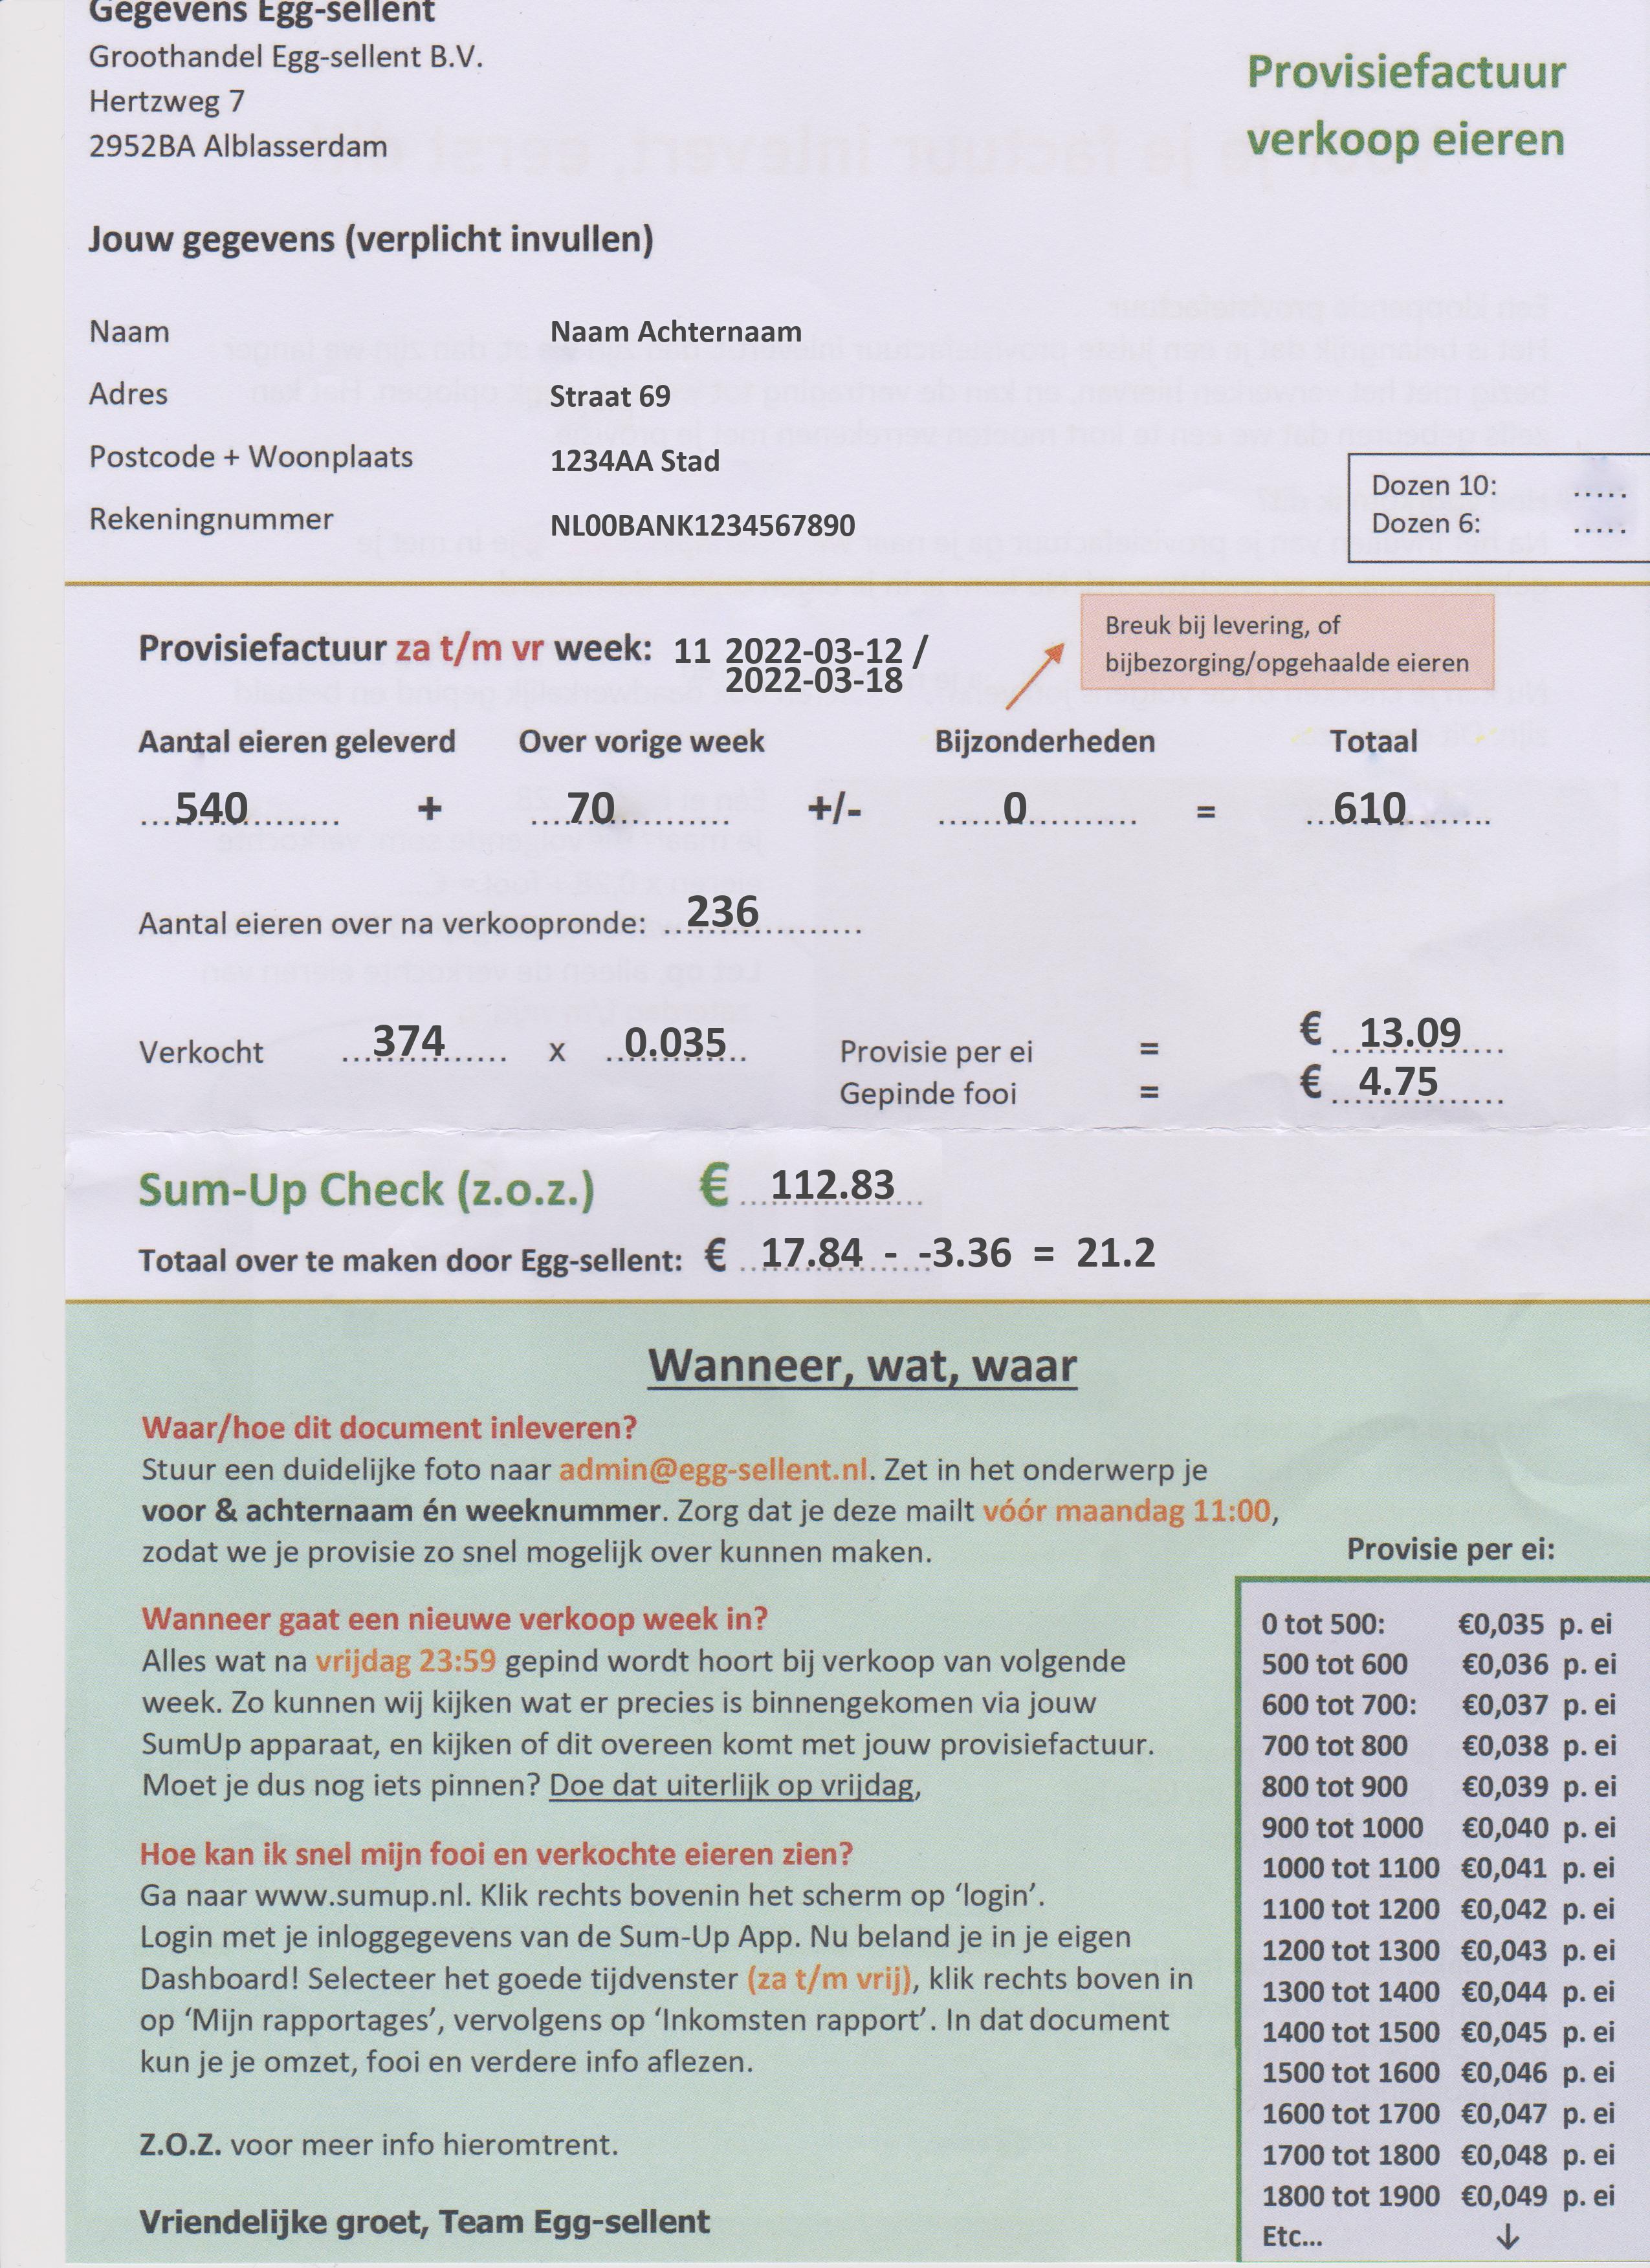 Gegevens Egg-sellent
Groothandel Egg-sellent B.V.
Hertzweg 7
2952BA Alblasserdam
Provisiefactuur
verkoop eieren
Jouw gegevens (verplicht invullen)
Naam Naam Achternaam
Adres Straat 69
Postcode + Woonplaats 1234AA Stad
Rekeningnummer NL00BANK1234567890
Dozen 10: .....
Dozen 6: .....
Provisiefactuur za t/m vr week: 11 2022-03-12 /
2022-03-18
Breuk bij levering, of
bijbezorging/opgehaalde eieren
Aantal eieren geleverd Over vorige week Bijzonderheden Totaal
540 + 70 +/- 0 = 610
Aantal eieren over na verkoopronde: 236
Verkocht 374 x 0.035 Provisie per ei = € 13.09
Gepinde fooi = € 4.75
Sum-Up Check (z.o.z.) € 112.83
Totaal over te maken door Egg-sellent: € 17.84 - -3.36 = 21.2
Wanneer, wat, waar
Waar/hoe dit document inleveren?
Stuur een duidelijke foto naar admin@egg-sellent.nl. Zet in het onderwerp je
voor & achternaam én weeknummer. Zorg dat je deze mailt vóór maandag 11:00,
zodat we je provisie zo snel mogelijk over kunnen maken.
Wanneer gaat een nieuwe verkoop week in?
Alles wat na vrijdag 23:59 gepind wordt hoort bij verkoop van volgende
week. Zo kunnen wij kijken wat er precies is binnengekomen via jouw
SumUp apparaat, en kijken of dit overeen komt met jouw provisiefactuur.
Moet je dus nog iets pinnen? Doe dat uiterlijk op vrijdag,
Hoe kan ik snel mijn fooi en verkochte eieren zien?
Ga naar www.sumup.nl. Klik rechts bovenin het scherm op ‘login’.
Login met je inloggegevens van de Sum-Up App. Nu beland je in je eigen
Dashboard! Selecteer het goede tijdvenster (za t/m vrij), klik rechts boven in
op ‘Mijn rapportages’, vervolgens op ‘Inkomsten rapport’. In dat document
kun je je omzet, fooi en verdere info aflezen.
Z.O.Z. voor meer info hieromtrent.
Vriendelijke groet, Team Egg-sellent
Provisie per ei:
0 tot 500: €0,035 p. ei
500 tot 600 €0,036 p. ei
600 tot 700: €0,037 p. ei
700 tot 800 €0,038 p. ei
800 tot 900 €0,039 p. ei
900 tot 1000 €0,040 p. ei
1000 tot 1100 €0,041 p. ei
1100 tot 1200 €0,042 p. ei
1200 tot 1300 €0,043 p. ei
1300 tot 1400 €0,044 p. ei
1400 tot 1500 €0,045 p. ei
1500 tot 1600 €0,046 p. ei
1600 tot 1700 €0,047 p. ei
1700 tot 1800 €0,048 p. ei
1800 tot 1900 €0,049 p. ei
Etc... ↓